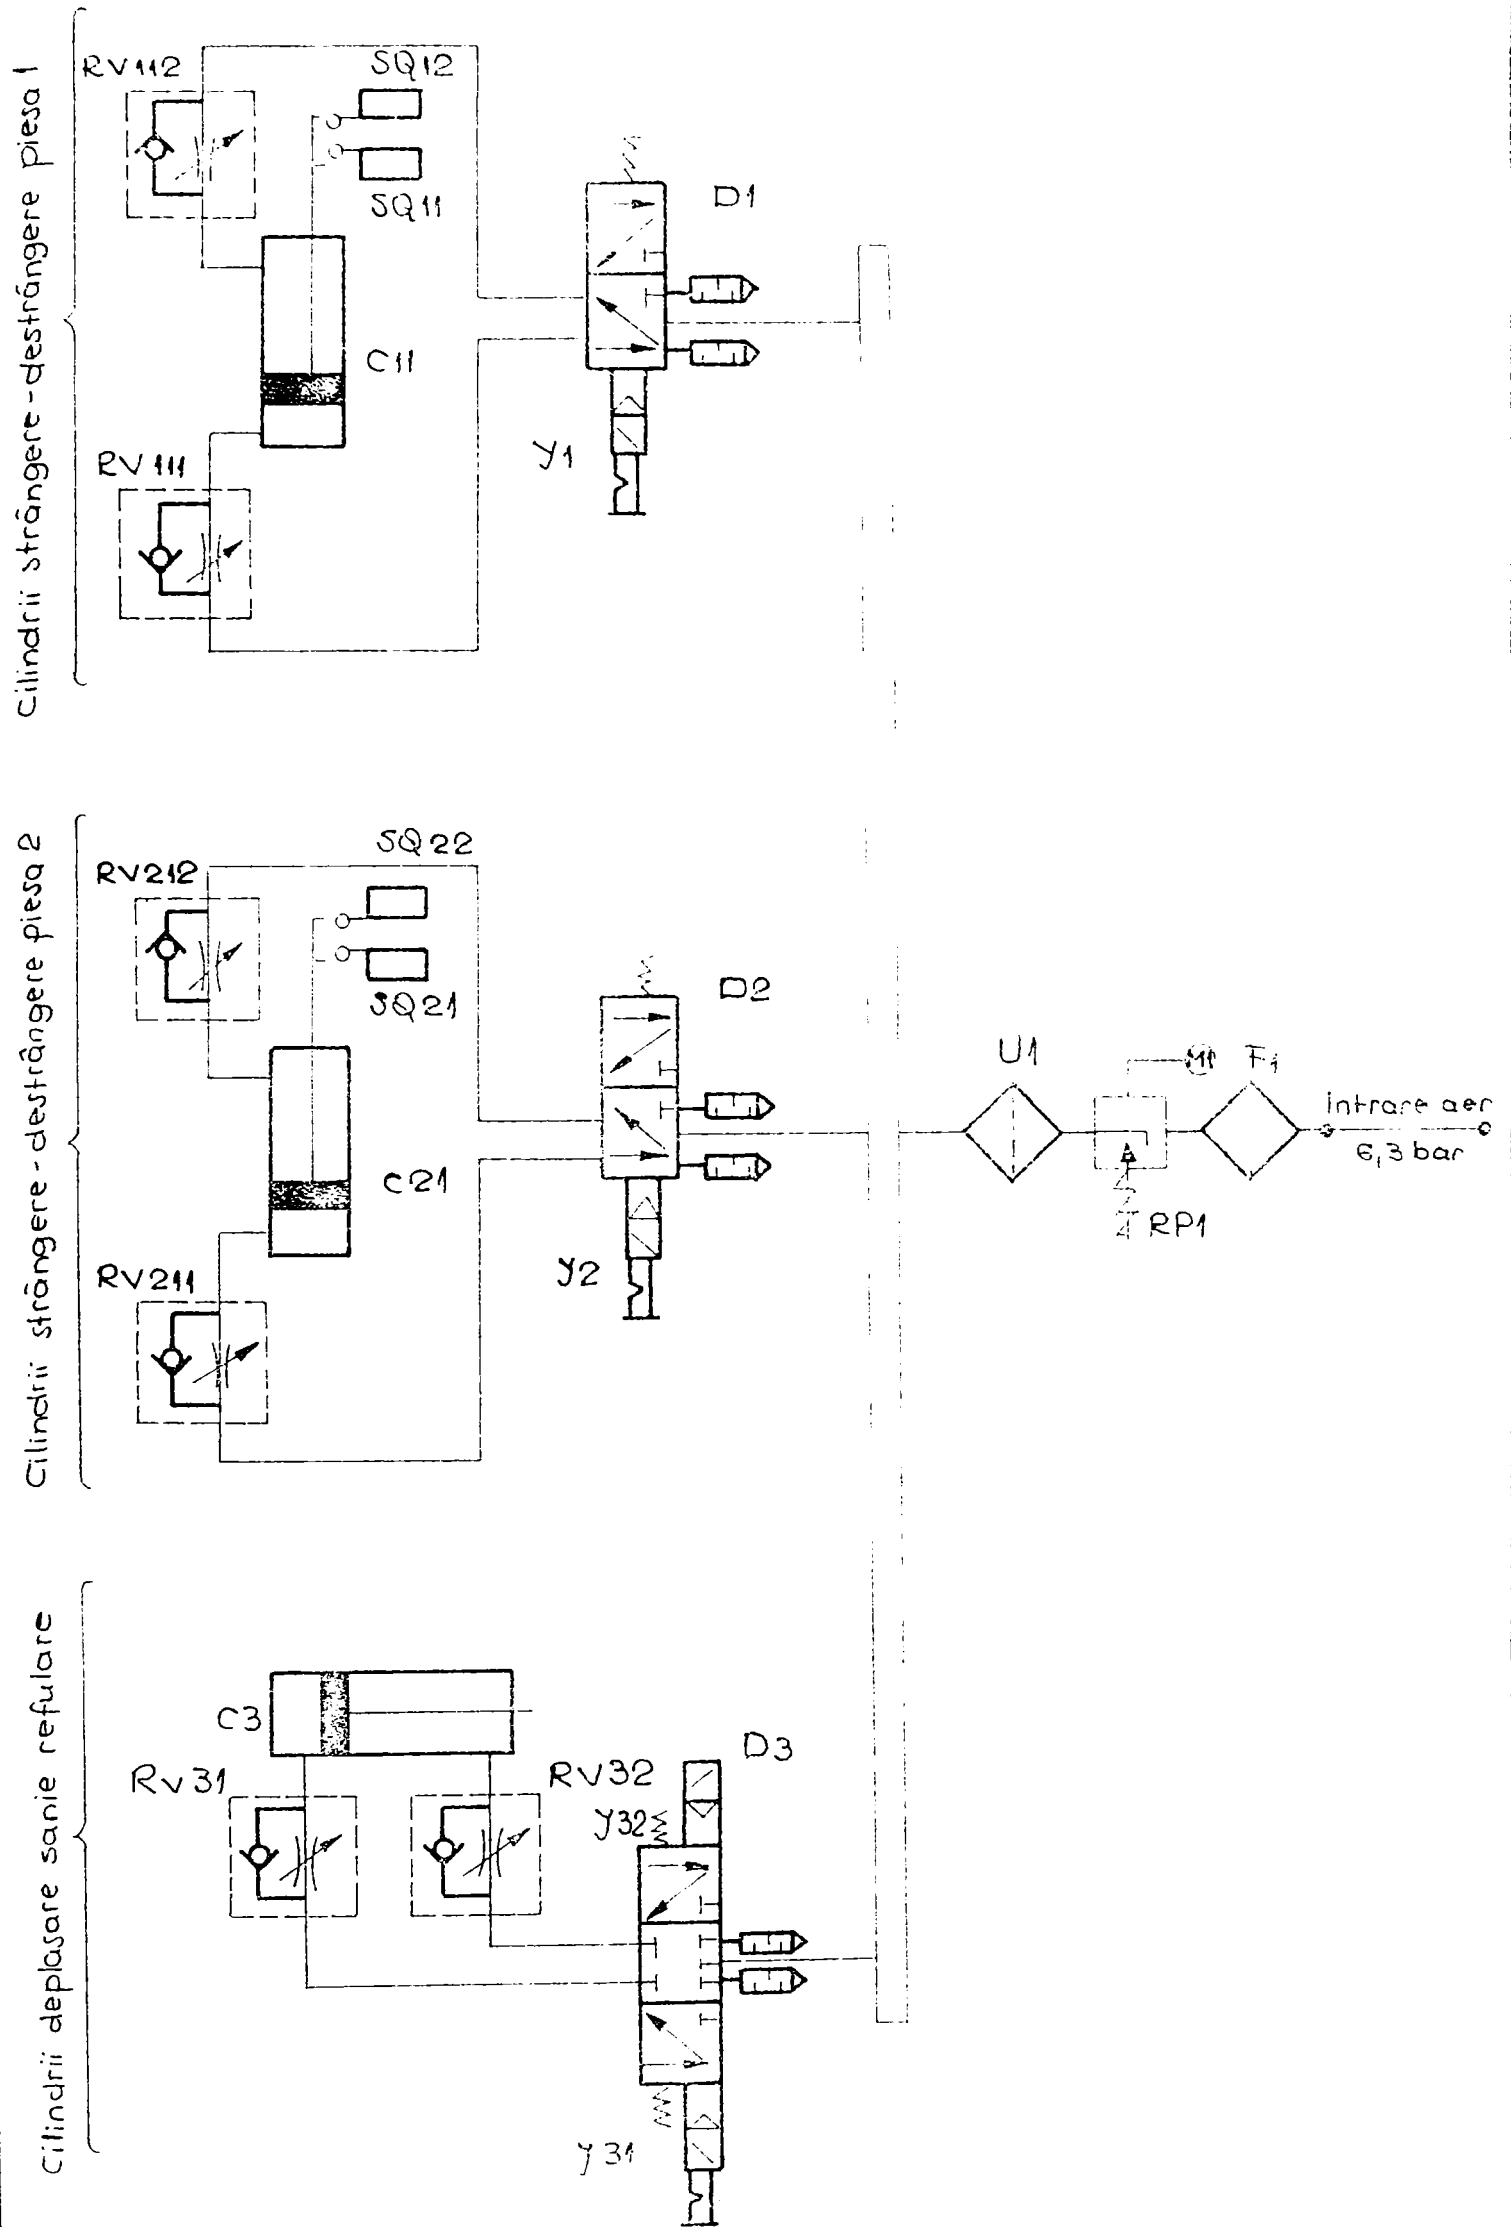 Cilindrii strângere-destrângere piesa 1
RV112
SQ12
SQ11
D1
C11
RV111
Y1
Cilindrii strângere-destrângere piesa 2
SQ22
RV212
SQ21
D2
C21
RV211
Y2
U1
M1
F1
intrare aer
6,3 bar
RP1
Cilindrii deplasare sanie refulare
C3
D3
RV31
RV32
Y32
Y31